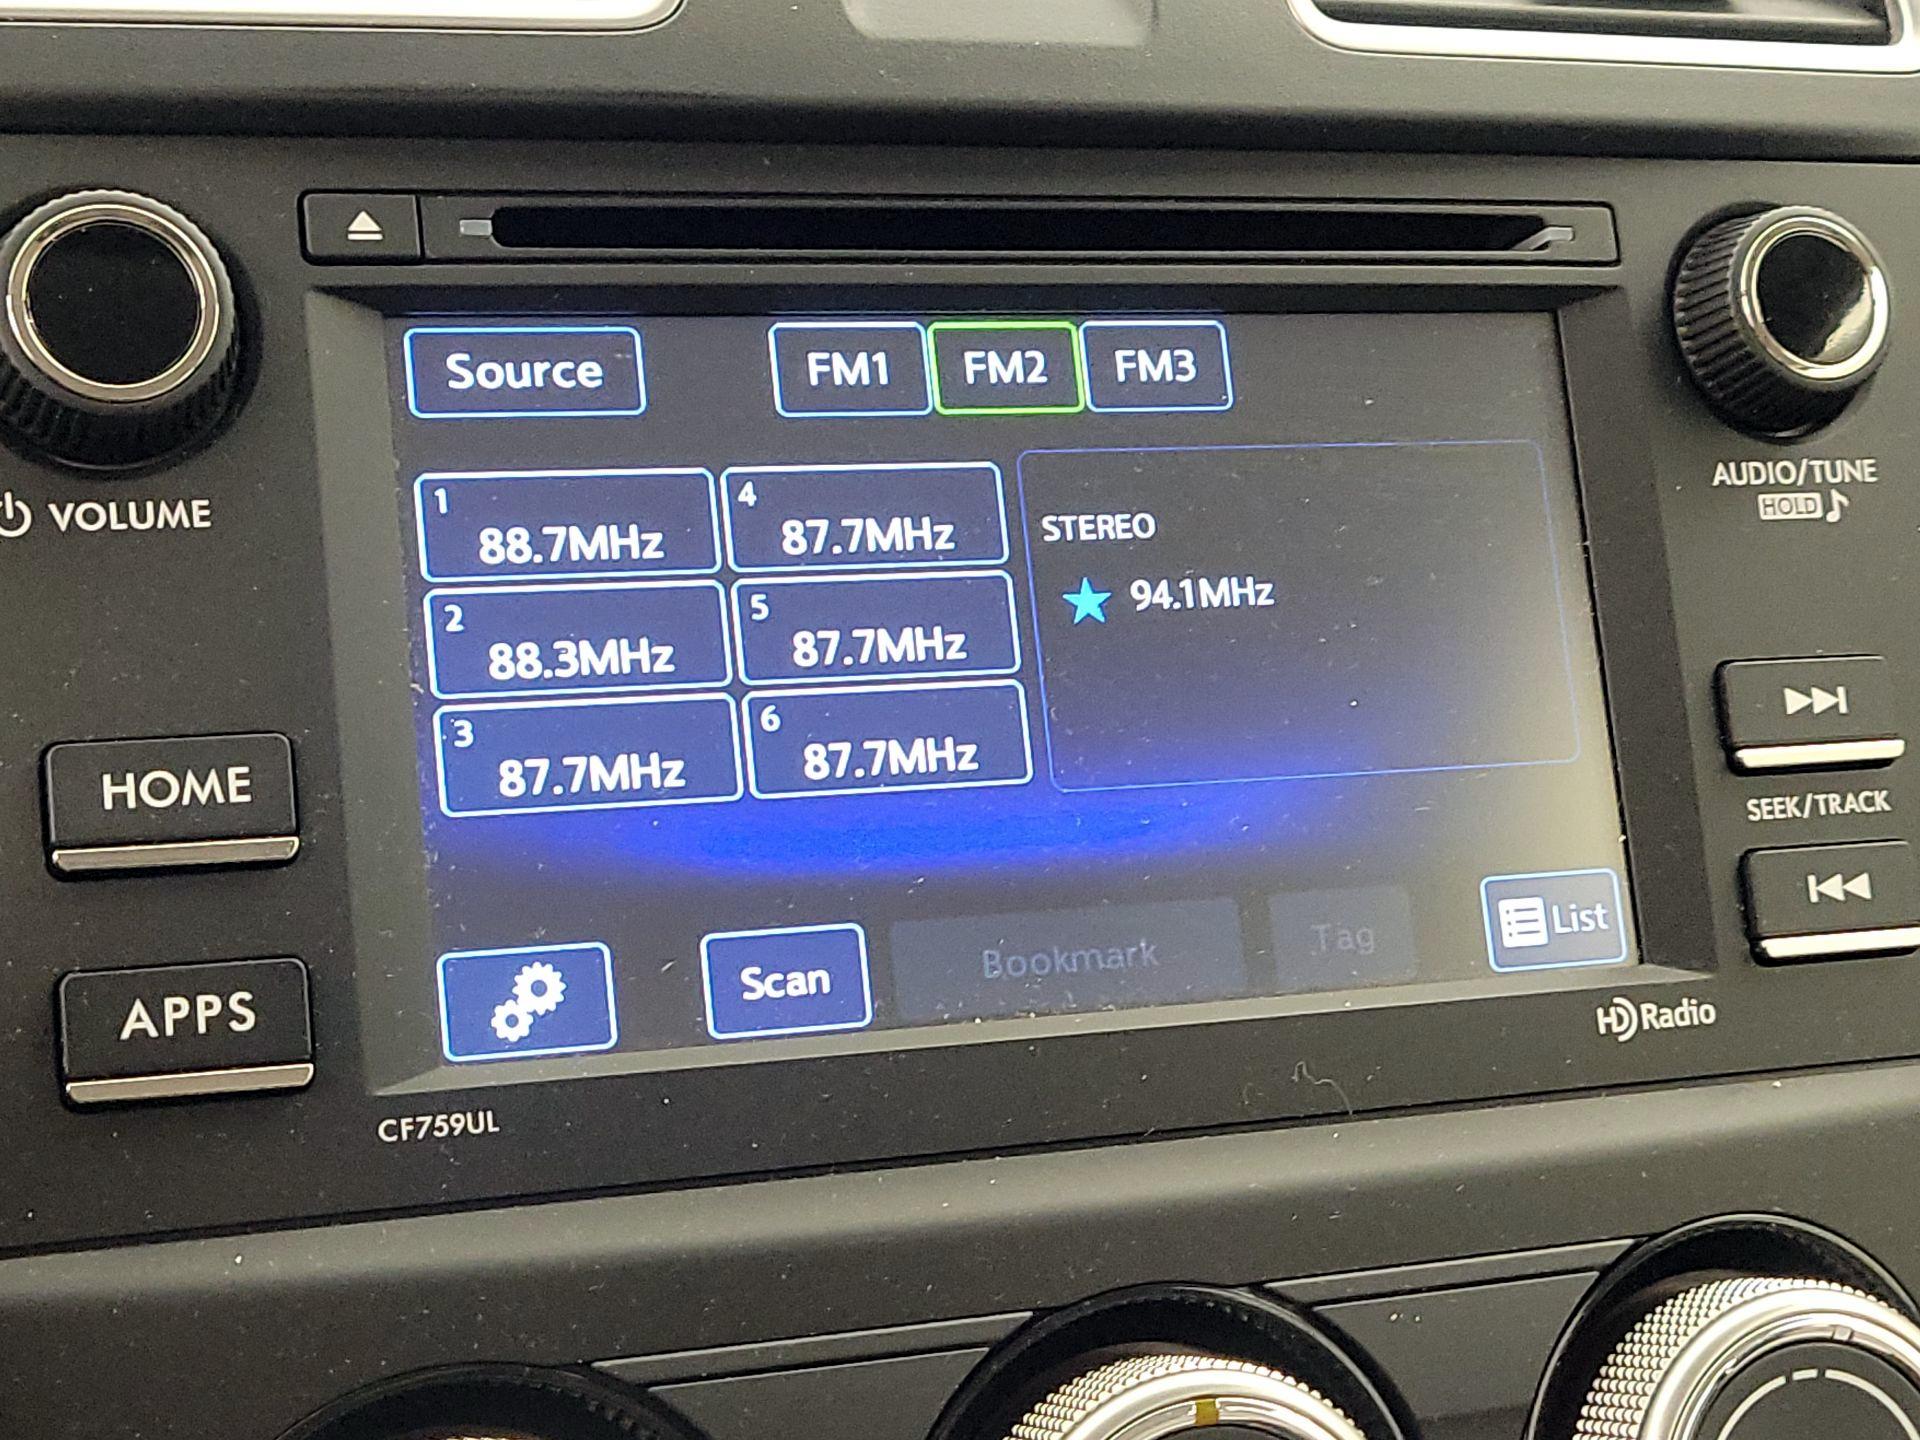 Source
FM1
FM2
FM3
1
88.7MHz
4
87.7MHz
2
88.3MHz
5
87.7MHz
3
87.7MHz
6
87.7MHz
STEREO
94.1MHz
Scan
Bookmark
Tag
List
VOLUME
HOME
APPS
AUDIO/TUNE
HOLD
SEEK/TRACK
HD Radio
CF759UL